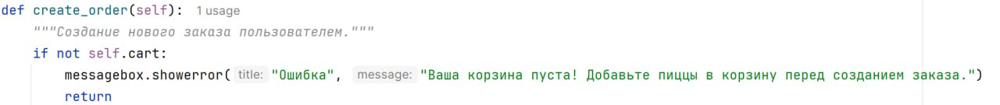 def create_order(self): 1 usage
"""Создание нового заказа пользователем."""
if not self.cart:
messagebox.showerror( title: "Ошибка", message: "Ваша корзина пуста! Добавьте пиццы в корзину перед созданием заказа.")
return